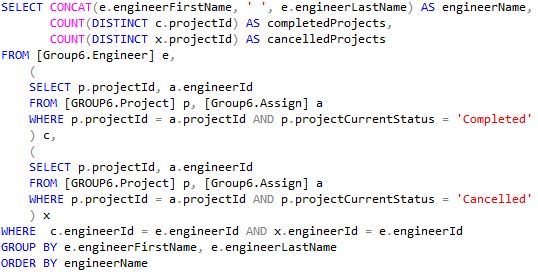 SELECT CONCAT(e.engineerFirstName, ' ', e.engineerLastName) AS engineerName,
COUNT(DISTINCT c.projectId) AS completedProjects,
COUNT(DISTINCT x.projectId) AS cancelledProjects
FROM [Group6.Engineer] e,
(
SELECT p.projectId, a.engineerId
FROM [GROUP6.Project] p, [Group6.Assign] a
WHERE p.projectId = a.projectId AND p.projectCurrentStatus = 'Completed'
) c,
(
SELECT p.projectId, a.engineerId
FROM [GROUP6.Project] p, [Group6.Assign] a
WHERE p.projectId = a.projectId AND p.projectCurrentStatus = 'Cancelled'
) x
WHERE  c.engineerId = e.engineerId AND x.engineerId = e.engineerId
GROUP BY e.engineerFirstName, e.engineerLastName
ORDER BY engineerName